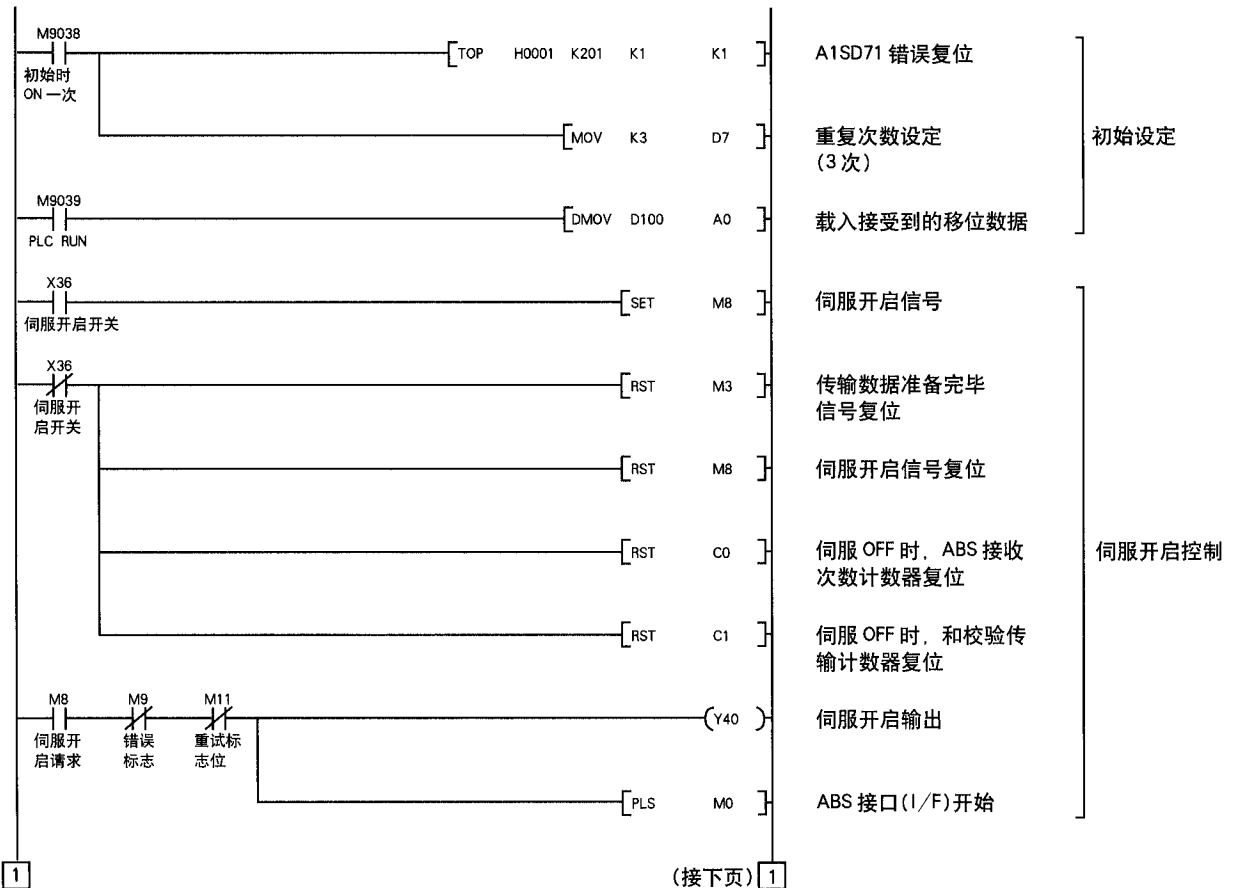 M9038
TOP H0001 K201 K1 K1
A1SD71 错误复位
初始时
ON 一次
MOV K3 D7
重复次数设定
(3 次)
初始设定
M9039
DMOV D100 A0
载入接受到的移位数据
PLC RUN
X36
SET M8
伺服开启信号
伺服开启开关
X36
RST M3
传输数据准备完毕
信号复位
伺服开
启开关
RST M8
伺服开启信号复位
RST C0
伺服 OFF 时, ABS 接收
次数计数器复位
伺服开启控制
RST C1
伺服 OFF 时, 和校验传
输计数器复位
M8 M9 M11
Y40
伺服开启输出
伺服开
启请求
错误
标志
重试标
志位
PLS M0
ABS 接口(I/F)开始
1
(接下页) 1